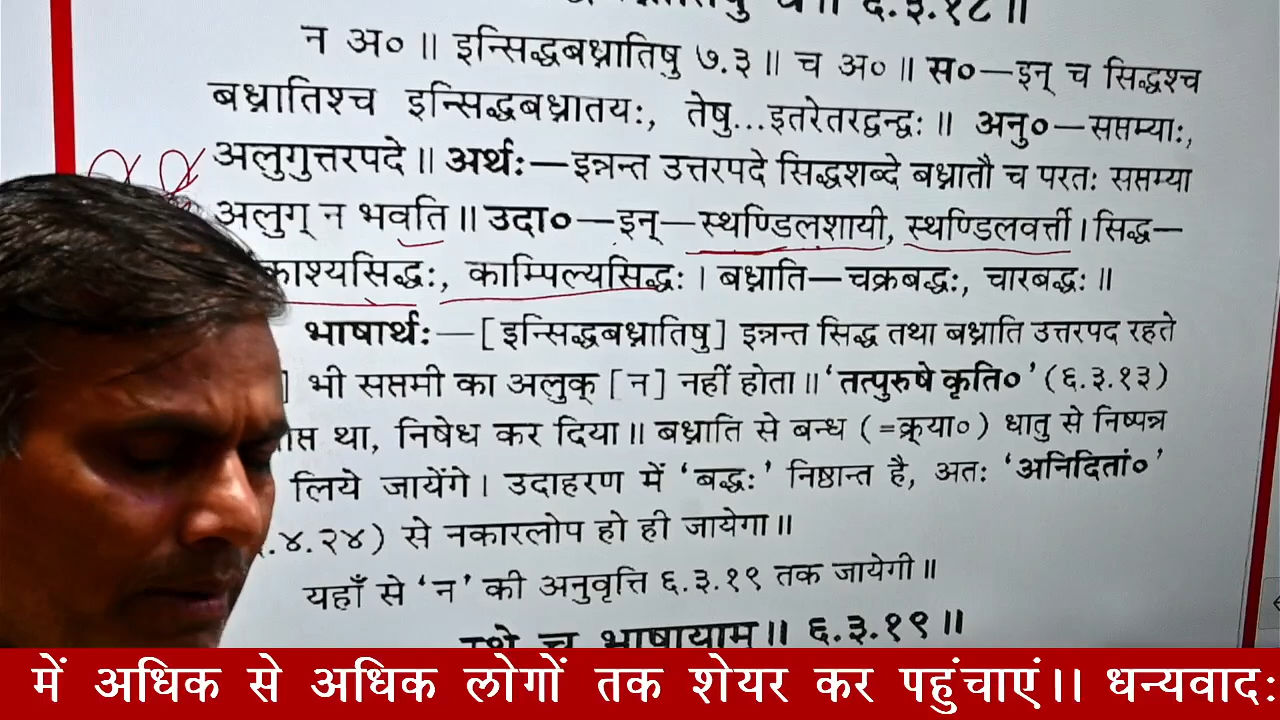 ६.३.१८॥
न अ० ॥ इन्सिद्धबध्नातिषु ७.३ ॥ च अ० ॥ स०—इन् च सिद्धश्च
बध्नातिश्च इन्सिद्धबध्नातयः, तेषु...इतरेतरद्वन्द्वः ॥ अनु०—सप्तम्याः,
अलुगुत्तरपदे ॥ अर्थः—इन्नन्त उत्तरपदे सिद्धशब्दे बध्नातौ च परतः सप्तम्या
अलुग् न भवति ॥ उदा०—इन्—स्थण्डिलशायी, स्थण्डिलवर्त्ती । सिद्ध—
काश्यसिद्धः, काम्पिल्यसिद्धः । बध्नाति—चक्रबद्धः, चारबद्धः ॥
भाषार्थः—[इन्सिद्धबध्नातिषु] इन्नन्त सिद्ध तथा बध्नाति उत्तरपद रहते
] भी सप्तमी का अलुक् [न] नहीं होता ॥ 'तत्पुरुषे कृति०' (६.३.१३)
था, निषेध कर दिया ॥ बध्नाति से बन्ध (=क्र्या०) धातु से निष्पन्न
लिये जायेंगे । उदाहरण में 'बद्धः' निष्ठान्त है, अतः 'अनिदितां०'
.४.२४) से नकारलोप हो ही जायेगा ॥
यहाँ से 'न' की अनुवृत्ति ६.३.१९ तक जायेगी ॥
स्थे च भाषायाम् ॥ ६.३.१९ ॥
में अधिक से अधिक लोगों तक शेयर कर पहुंचाएं।। धन्यवादः